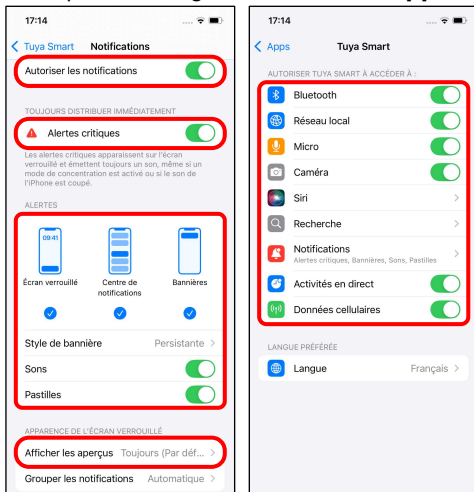 17:14
Tuya Smart
Notifications
Autoriser les notifications
TOUJOURS DISTRIBUER IMMÉDIATEMENT
Alertes critiques
Les alertes critiques apparaissent sur l'écran
verrouillé et émettent toujours un son, même si un
mode de concentration est activé ou si le son de
l'iPhone est coupé.
ALERTES
09:41
Écran verrouillé
Centre de
notifications
Bannières
Style de bannière
Persistante
Sons
Pastilles
APPARENCE DE L'ÉCRAN VERROUILLÉ
Afficher les aperçus
Toujours (Par déf...
Grouper les notifications
Automatique
17:14
Apps
Tuya Smart
AUTORISER TUYA SMART À ACCÉDER À :
Bluetooth
Réseau local
Micro
Caméra
Siri
Recherche
Notifications
Alertes critiques, Bannières, Sons, Pastilles
Activités en direct
Données cellulaires
LANGUE PRÉFÉRÉE
Langue
Français